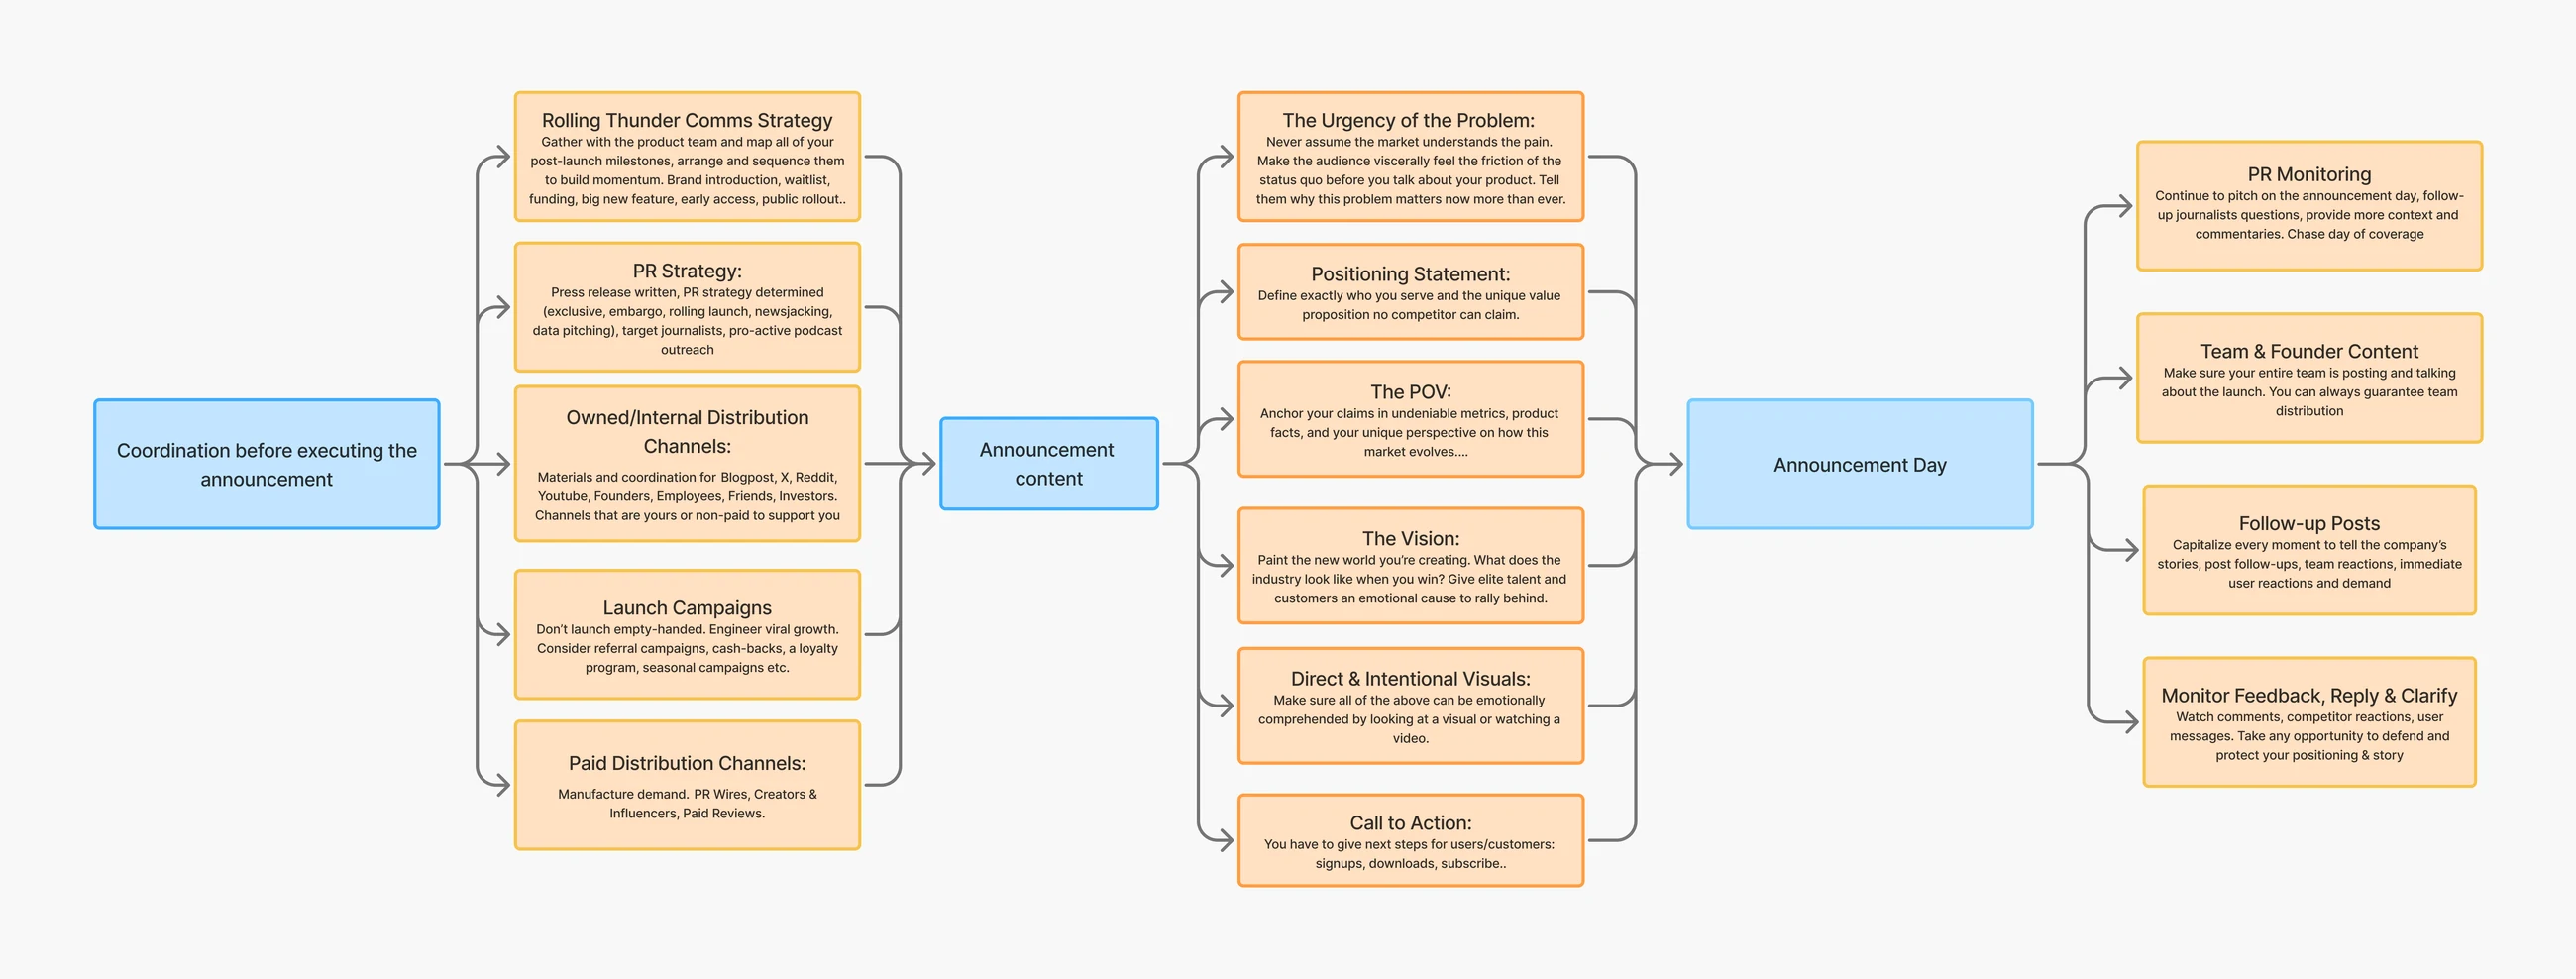 Coordination before executing the
announcement
Rolling Thunder Comms Strategy
Gather with the product team and map all of your
post-launch milestones, arrange and sequence them
to build momentum. Brand introduction, waitlist,
funding, big new feature, early access, public rollout..
PR Strategy:
Press release written, PR strategy determined
(exclusive, embargo, rolling launch, newsjacking,
data pitching), target journalists, pro-active podcast
outreach
Owned/Internal Distribution
Channels:
Materials and coordination for Blogpost, X, Reddit,
Youtube, Founders, Employees, Friends, Investors.
Channels that are yours or non-paid to support you
Launch Campaigns
Don’t launch empty-handed. Engineer viral growth.
Consider referral campaigns, cash-backs, a loyalty
program, seasonal campaigns etc.
Paid Distribution Channels:
Manufacture demand. PR Wires, Creators &
Influencers, Paid Reviews.
Announcement
content
The Urgency of the Problem:
Never assume the market understands the pain.
Make the audience viscerally feel the friction of the
status quo before you talk about your product. Tell
them why this problem matters now more than ever.
Positioning Statement:
Define exactly who you serve and the unique value
proposition no competitor can claim.
The POV:
Anchor your claims in undeniable metrics, product
facts, and your unique perspective on how this
market evolves....
The Vision:
Paint the new world you’re creating. What does the
industry look like when you win? Give elite talent and
customers an emotional cause to rally behind.
Direct & Intentional Visuals:
Make sure all of the above can be emotionally
comprehended by looking at a visual or watching a
video.
Call to Action:
You have to give next steps for users/customers:
signups, downloads, subscribe..
Announcement Day
PR Monitoring
Continue to pitch on the announcement day, follow-
up journalists questions, provide more context and
commentaries. Chase day of coverage
Team & Founder Content
Make sure your entire team is posting and talking
about the launch. You can always guarantee team
distribution
Follow-up Posts
Capitalize every moment to tell the company’s
stories, post follow-ups, team reactions, immediate
user reactions and demand
Monitor Feedback, Reply & Clarify
Watch comments, competitor reactions, user
messages. Take any opportunity to defend and
protect your positioning & story